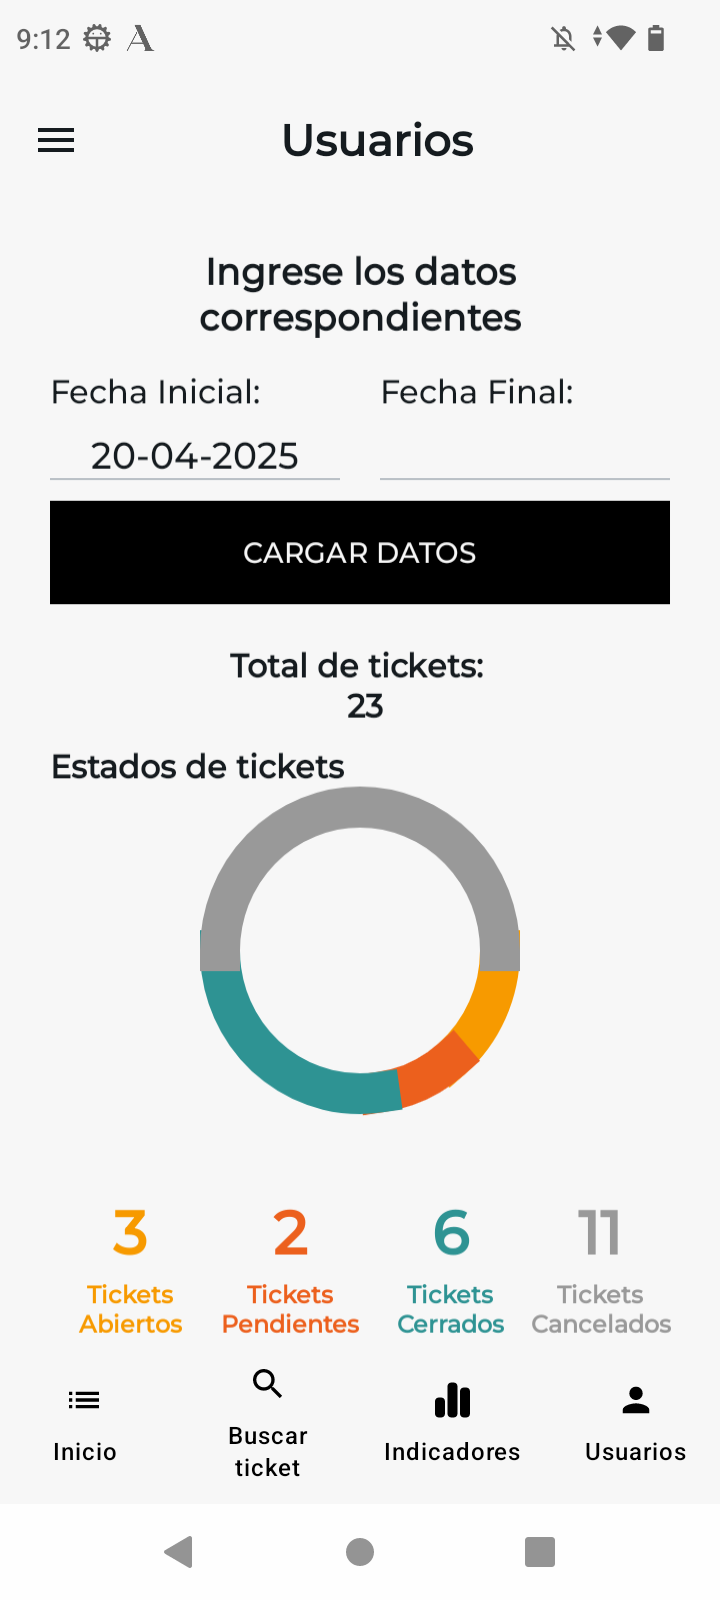 9:12
Usuarios
Ingrese los datos
correspondientes
Fecha Inicial:
Fecha Final:
20-04-2025
CARGAR DATOS
Total de tickets:
23
Estados de tickets
3
2
6
11
Tickets
Abiertos
Tickets
Pendientes
Tickets
Cerrados
Tickets
Cancelados
Inicio
Buscar
ticket
Indicadores
Usuarios